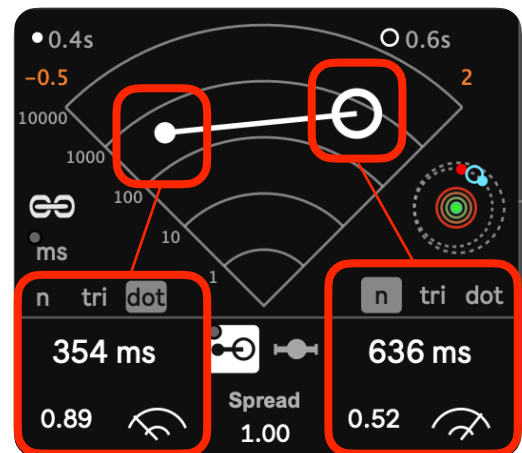 0.4s 0.6s
-0.5 2
10000
1000
100
10
1
ms
n tri dot n tri dot
354 ms 636 ms
0.89 Spread 0.52
1.00